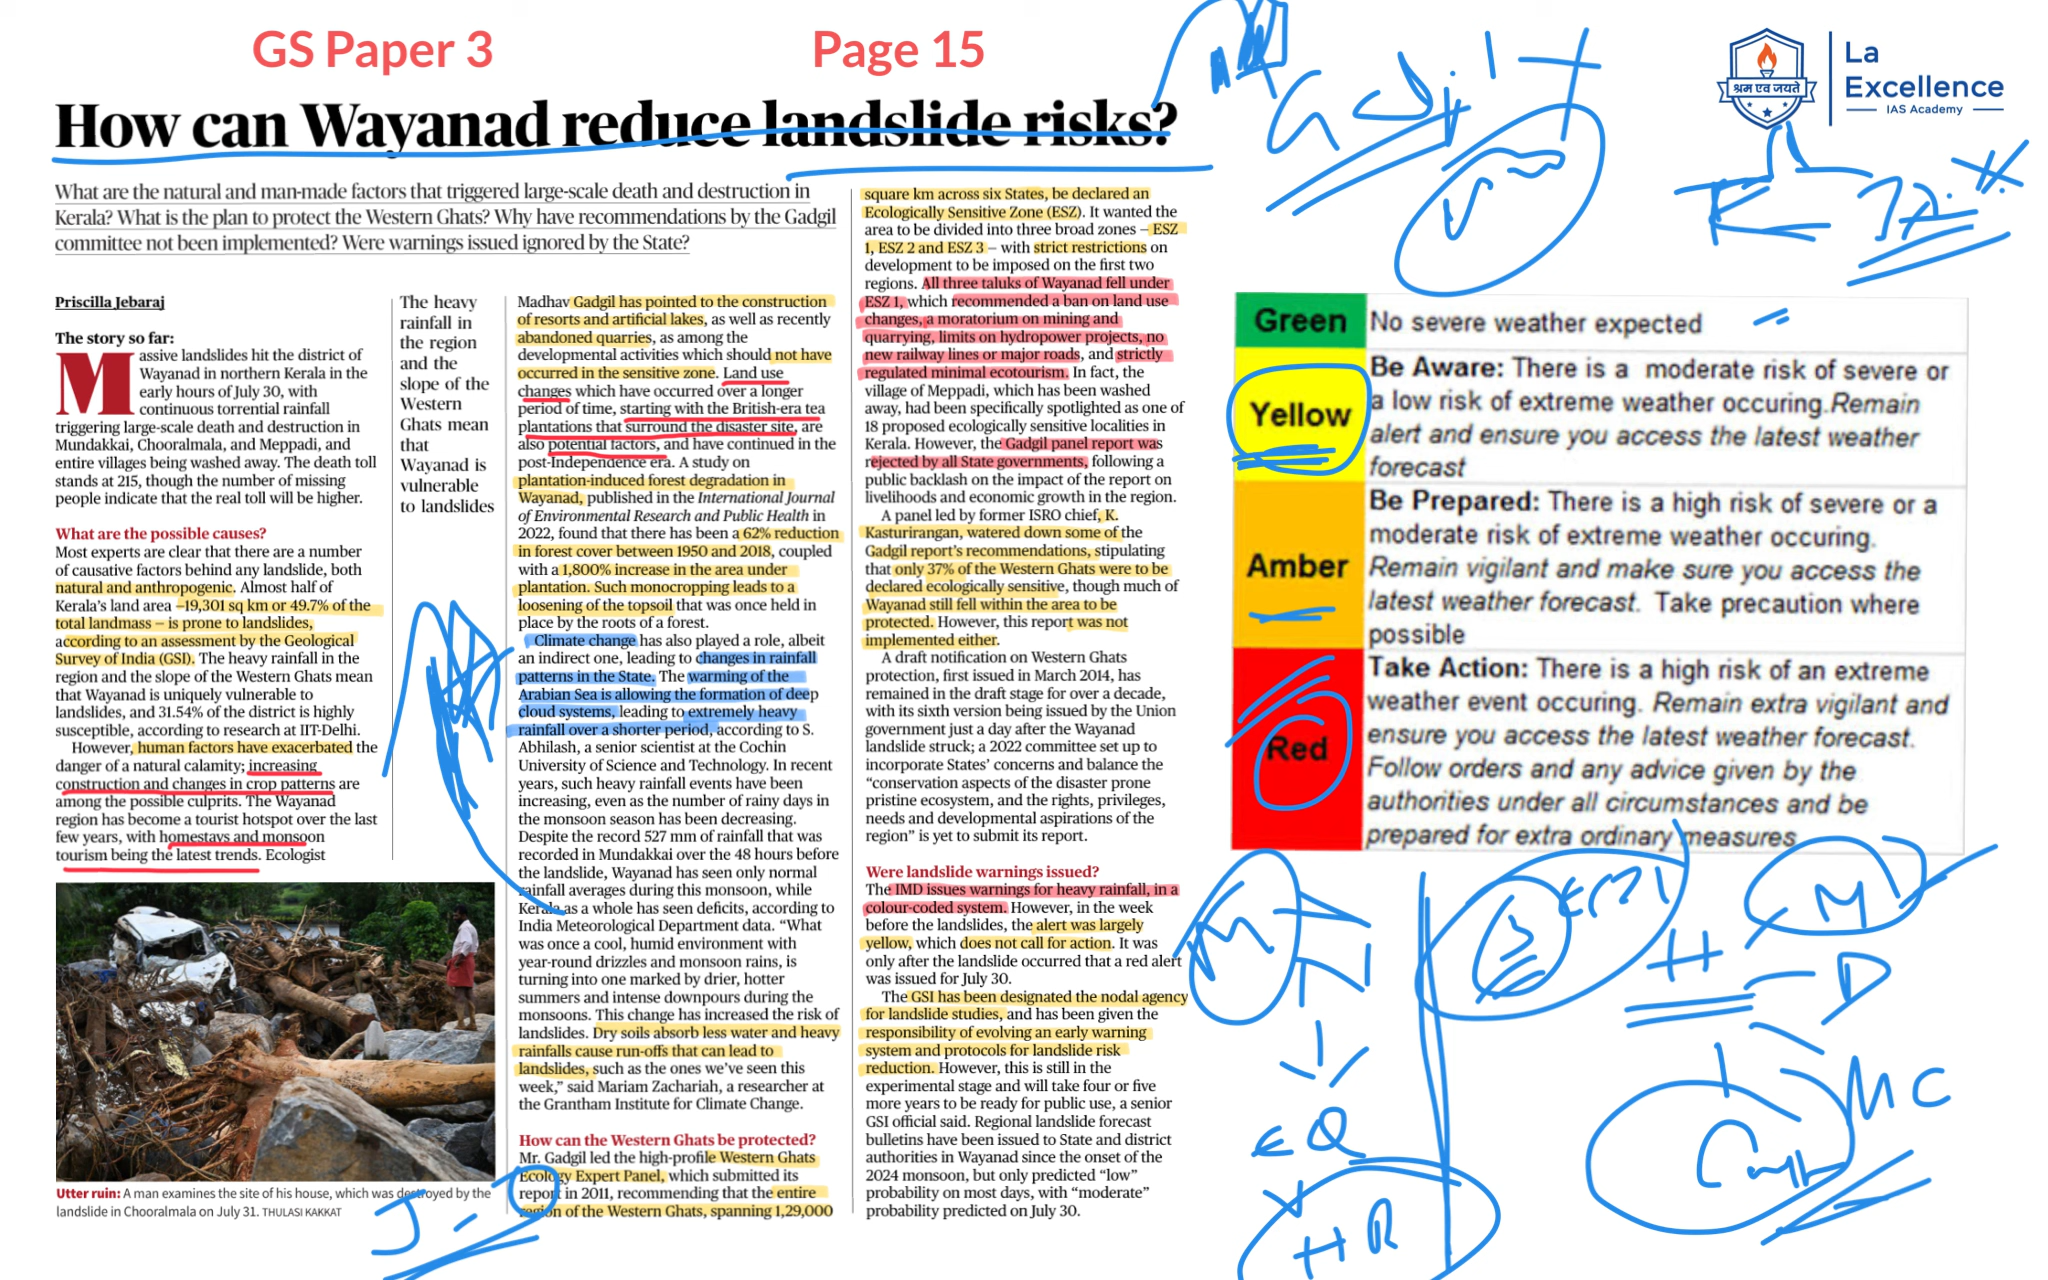 GS Paper 3
Page 15
La
Excellence
IAS Academy
श्रम एव जयते
How can Wayanad reduce landslide risks?
What are the natural and man-made factors that triggered large-scale death and destruction in
Kerala? What is the plan to protect the Western Ghats? Why have recommendations by the Gadgil
committee not been implemented? Were warnings issued ignored by the State?
Priscilla Jebaraj
The story so far:
Massive landslides hit the district of
Wayanad in northern Kerala in the
early hours of July 30, with
continuous torrential rainfall
triggering large-scale death and destruction in
Mundakkai, Chooralmala, and Meppadi, and
entire villages being washed away. The death toll
stands at 215, though the number of missing
people indicate that the real toll will be higher.
What are the possible causes?
Most experts are clear that there are a number
of causative factors behind any landslide, both
natural and anthropogenic. Almost half of
Kerala's land area –19,301 sq km or 49.7% of the
total landmass – is prone to landslides,
according to an assessment by the Geological
Survey of India (GSI). The heavy rainfall in the
region and the slope of the Western Ghats mean
that Wayanad is uniquely vulnerable to
landslides, and 31.54% of the district is highly
susceptible, according to research at IIT-Delhi.
However, human factors have exacerbated the
danger of a natural calamity; increasing
construction and changes in crop patterns are
among the possible culprits. The Wayanad
region has become a tourist hotspot over the last
few years, with homestays and monsoon
tourism being the latest trends. Ecologist
The heavy
rainfall in
the region
and the
slope of the
Western
Ghats mean
that
Wayanad is
vulnerable
to landslides
Utter ruin: A man examines the site of his house, which was destroyed by the
landslide in Chooralmala on July 31. THULASI KAKKAT
Madhav Gadgil has pointed to the construction
of resorts and artificial lakes, as well as recently
abandoned quarries, as among the
developmental activities which should not have
occurred in the sensitive zone. Land use
changes which have occurred over a longer
period of time, starting with the British-era tea
plantations that surround the disaster site, are
also potential factors, and have continued in the
post-Independence era. A study on
plantation-induced forest degradation in
Wayanad, published in the International Journal
of Environmental Research and Public Health in
2022, found that there has been a 62% reduction
in forest cover between 1950 and 2018, coupled
with a 1,800% increase in the area under
plantation. Such monocropping leads to a
loosening of the topsoil that was once held in
place by the roots of a forest.
Climate change has also played a role, albeit
an indirect one, leading to changes in rainfall
patterns in the State. The warming of the
Arabian Sea is allowing the formation of deep
cloud systems, leading to extremely heavy
rainfall over a shorter period, according to S.
Abhilash, a senior scientist at the Cochin
University of Science and Technology. In recent
years, such heavy rainfall events have been
increasing, even as the number of rainy days in
the monsoon season has been decreasing.
Despite the record 527 mm of rainfall that was
recorded in Mundakkai over the 48 hours before
the landslide, Wayanad has seen only normal
rainfall averages during this monsoon, while
Kerala as a whole has seen deficits, according to
India Meteorological Department data. “What
was once a cool, humid environment with
year-round drizzles and monsoon rains, is
turning into one marked by drier, hotter
summers and intense downpours during the
monsoons. This change has increased the risk of
landslides. Dry soils absorb less water and heavy
rainfalls cause run-offs that can lead to
landslides, such as the ones we've seen this
week,” said Mariam Zachariah, a researcher at
the Grantham Institute for Climate Change.
How can the Western Ghats be protected?
Mr. Gadgil led the high-profile Western Ghats
Ecology Expert Panel, which submitted its
report in 2011, recommending that the entire
region of the Western Ghats, spanning 1,29,000
square km across six States, be declared an
Ecologically Sensitive Zone (ESZ). It wanted the
area to be divided into three broad zones – ESZ
1, ESZ 2 and ESZ 3 – with strict restrictions on
development to be imposed on the first two
regions. All three taluks of Wayanad fell under
ESZ 1, which recommended a ban on land use
changes, a moratorium on mining and
quarrying, limits on hydropower projects, no
new railway lines or major roads, and strictly
regulated minimal ecotourism. In fact, the
village of Meppadi, which has been washed
away, had been specifically spotlighted as one of
18 proposed ecologically sensitive localities in
Kerala. However, the Gadgil panel report was
rejected by all State governments, following a
public backlash on the impact of the report on
livelihoods and economic growth in the region.
A panel led by former ISRO chief, K.
Kasturirangan, watered down some of the
Gadgil report's recommendations, stipulating
that only 37% of the Western Ghats were to be
declared ecologically sensitive, though much of
Wayanad still fell within the area to be
protected. However, this report was not
implemented either.
A draft notification on Western Ghats
protection, first issued in March 2014, has
remained in the draft stage for over a decade,
with its sixth version being issued by the Union
government just a day after the Wayanad
landslide struck; a 2022 committee set up to
incorporate States' concerns and balance the
“conservation aspects of the disaster prone
pristine ecosystem, and the rights, privileges,
needs and developmental aspirations of the
region” is yet to submit its report.
Were landslide warnings issued?
The IMD issues warnings for heavy rainfall, in a
colour-coded system. However, in the week
before the landslides, the alert was largely
yellow, which does not call for action. It was
only after the landslide occurred that a red alert
was issued for July 30.
The GSI has been designated the nodal agency
for landslide studies, and has been given the
responsibility of evolving an early warning
system and protocols for landslide risk
reduction. However, this is still in the
experimental stage and will take four or five
more years to be ready for public use, a senior
GSI official said. Regional landslide forecast
bulletins have been issued to State and district
authorities in Wayanad since the onset of the
2024 monsoon, but only predicted “low”
probability on most days, with “moderate”
probability predicted on July 30.
Green
No severe weather expected
Yellow
Be Aware: There is a moderate risk of severe or
a low risk of extreme weather occuring.Remain
alert and ensure you access the latest weather
forecast
Amber
Be Prepared: There is a high risk of severe or a
moderate risk of extreme weather occuring.
Remain vigilant and make sure you access the
latest weather forecast. Take precaution where
possible
Red
Take Action: There is a high risk of an extreme
weather event occuring. Remain extra vigilant and
ensure you access the latest weather forecast.
Follow orders and any advice given by the
authorities under all circumstances and be
prepared for extra ordinary measures
H
M
D
MC
EQ
HR